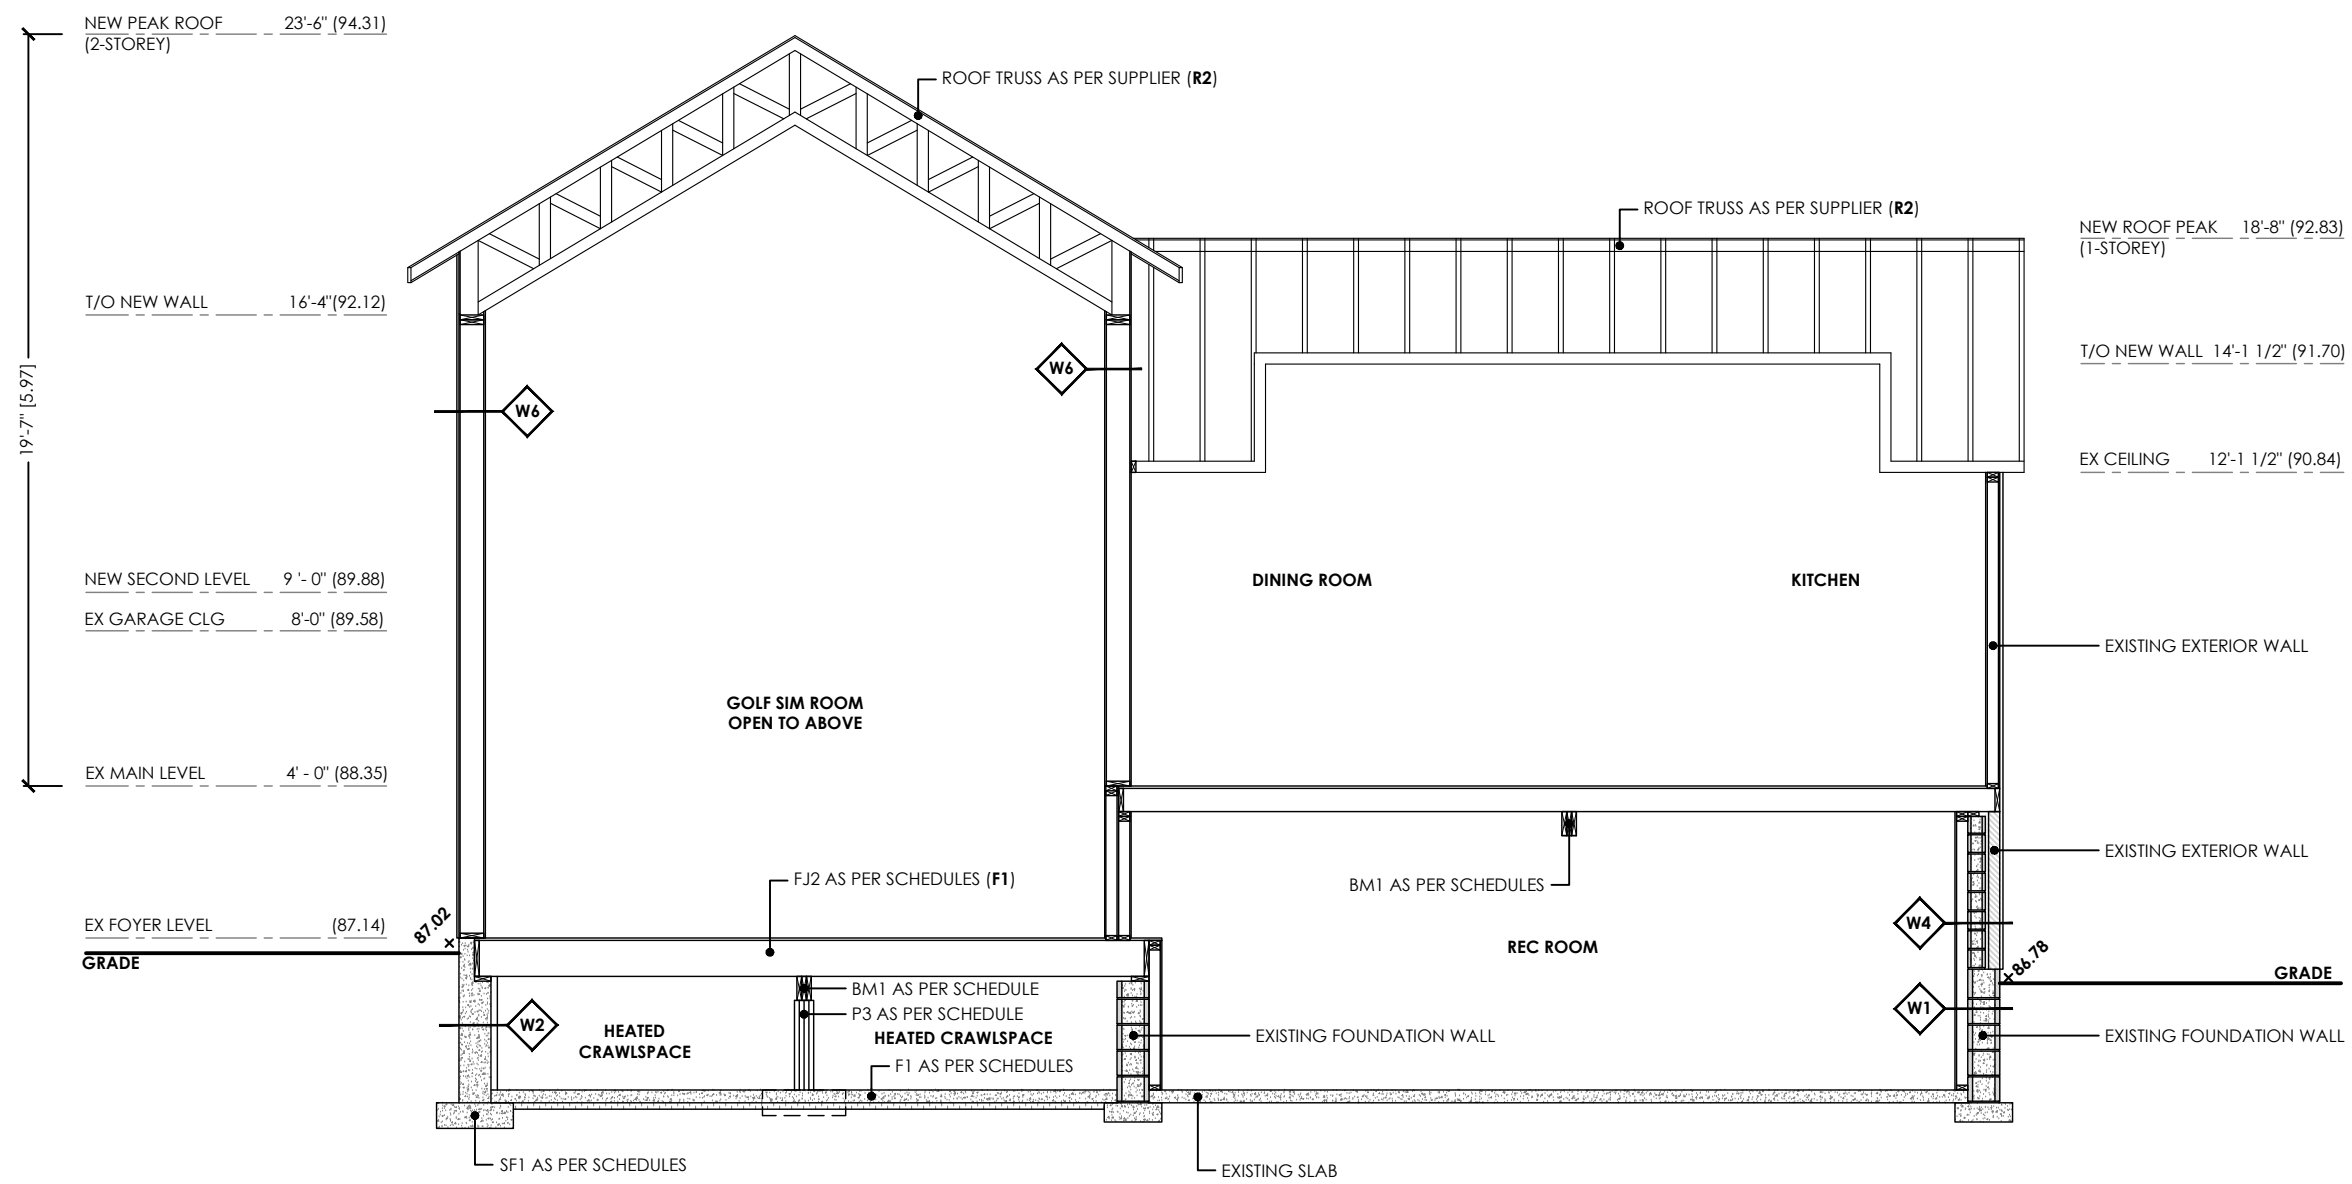 NEW PEAK ROOF 23'-6" (94.31)
(2-STOREY)
ROOF TRUSS AS PER SUPPLIER (R2)
ROOF TRUSS AS PER SUPPLIER (R2)
NEW ROOF PEAK 18'-8" (92.83)
(1-STOREY)
T/O NEW WALL 16'-4"(92.12)
T/O NEW WALL 14'-1 1/2" (91.70)
W6
W6
19'-7" [5.97]
EX CEILING 12'-1 1/2" (90.84)
NEW SECOND LEVEL 9 '- 0" (89.88)
DINING ROOM
KITCHEN
EX GARAGE CLG 8'-0" (89.58)
EXISTING EXTERIOR WALL
GOLF SIM ROOM
OPEN TO ABOVE
EX MAIN LEVEL 4' - 0" (88.35)
EXISTING EXTERIOR WALL
FJ2 AS PER SCHEDULES (F1)
BM1 AS PER SCHEDULES
EX FOYER LEVEL (87.14)
87.02
W4
REC ROOM
86.78
GRADE
GRADE
BM1 AS PER SCHEDULE
W1
P3 AS PER SCHEDULE
W2
HEATED
CRAWLSPACE
HEATED CRAWLSPACE
EXISTING FOUNDATION WALL
EXISTING FOUNDATION WALL
F1 AS PER SCHEDULES
SF1 AS PER SCHEDULES
EXISTING SLAB